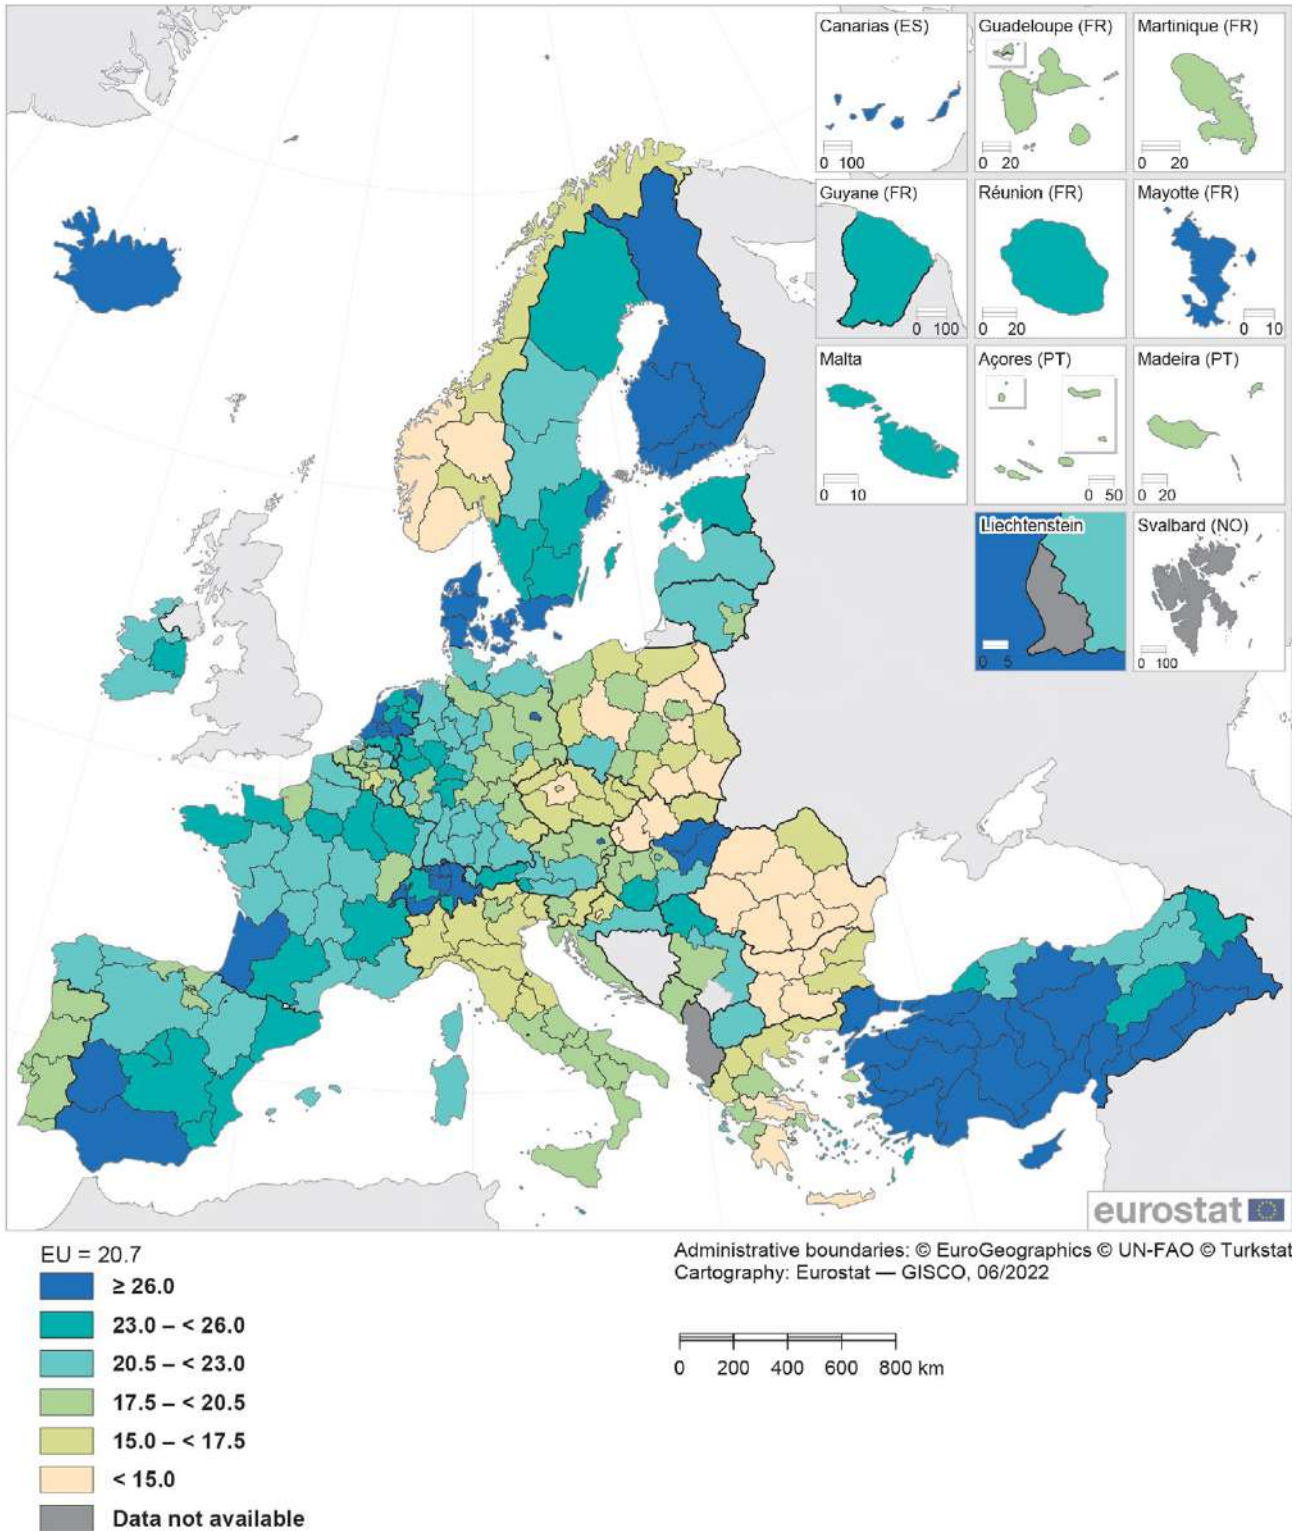 Canarias (ES)
0 100
Guadeloupe (FR)
0 20
Martinique (FR)
0 20
Guyane (FR)
0 100
Réunion (FR)
0 20
Mayotte (FR)
0 10
Malta
0 10
Açores (PT)
0 50
Madeira (PT)
0 20
Liechtenstein
0 5
Svalbard (NO)
0 100
eurostat
EU = 20.7
≥ 26.0
23.0 – < 26.0
20.5 – < 23.0
17.5 – < 20.5
15.0 – < 17.5
< 15.0
Data not available
Administrative boundaries: © EuroGeographics © UN-FAO © Turkstat
Cartography: Eurostat — GISCO, 06/2022
0 200 400 600 800 km